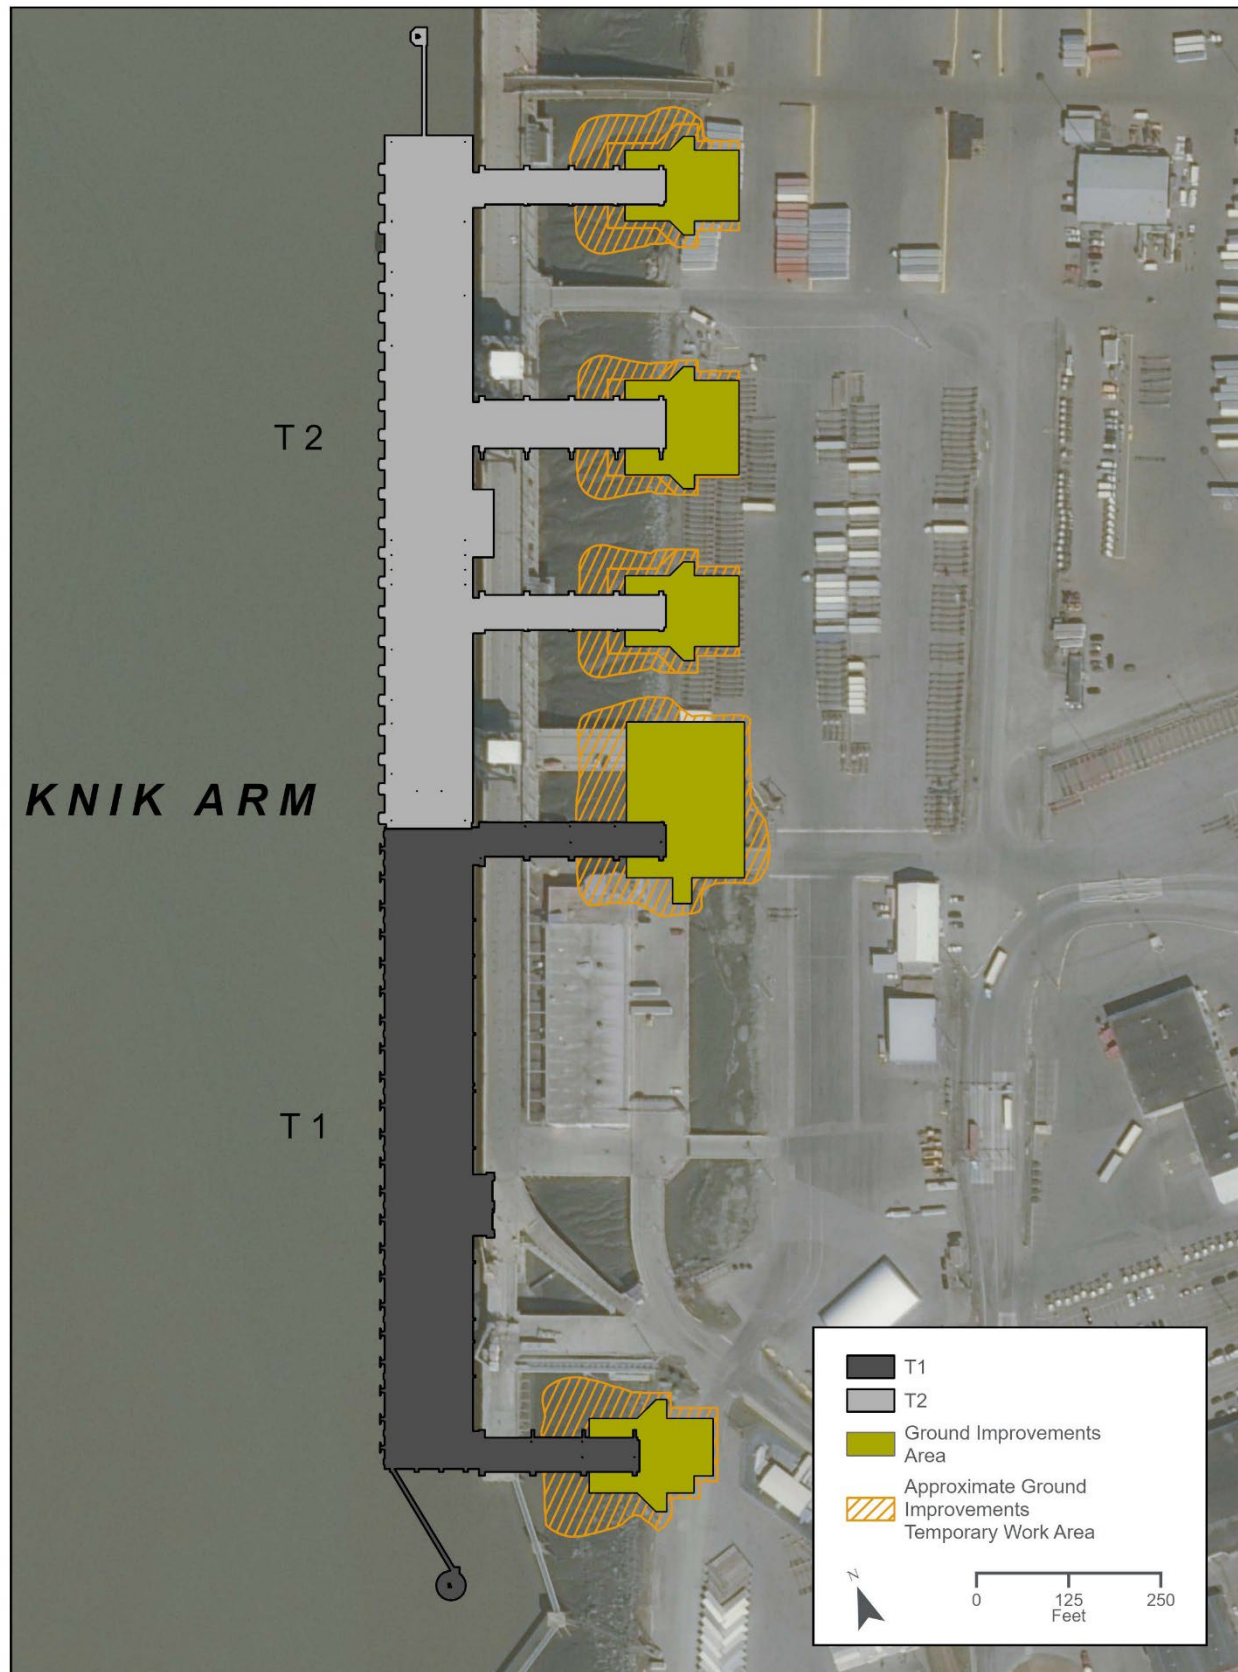 T 2
KNIK ARM
T 1
T1
T2
Ground Improvements
Area
Approximate Ground
Improvements
Temporary Work Area
N
0 125 250
Feet